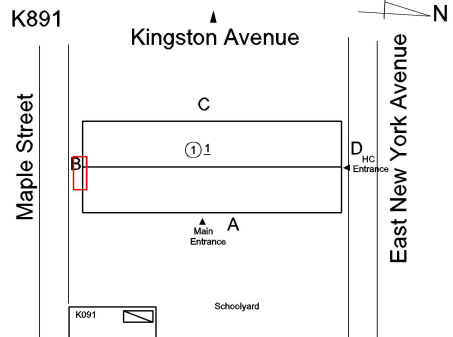 K891
N
Kingston Avenue
Maple Street
East New York Avenue
C
1 1
B
D
HC
Entrance
A
Main
Entrance
Schoolyard
K091